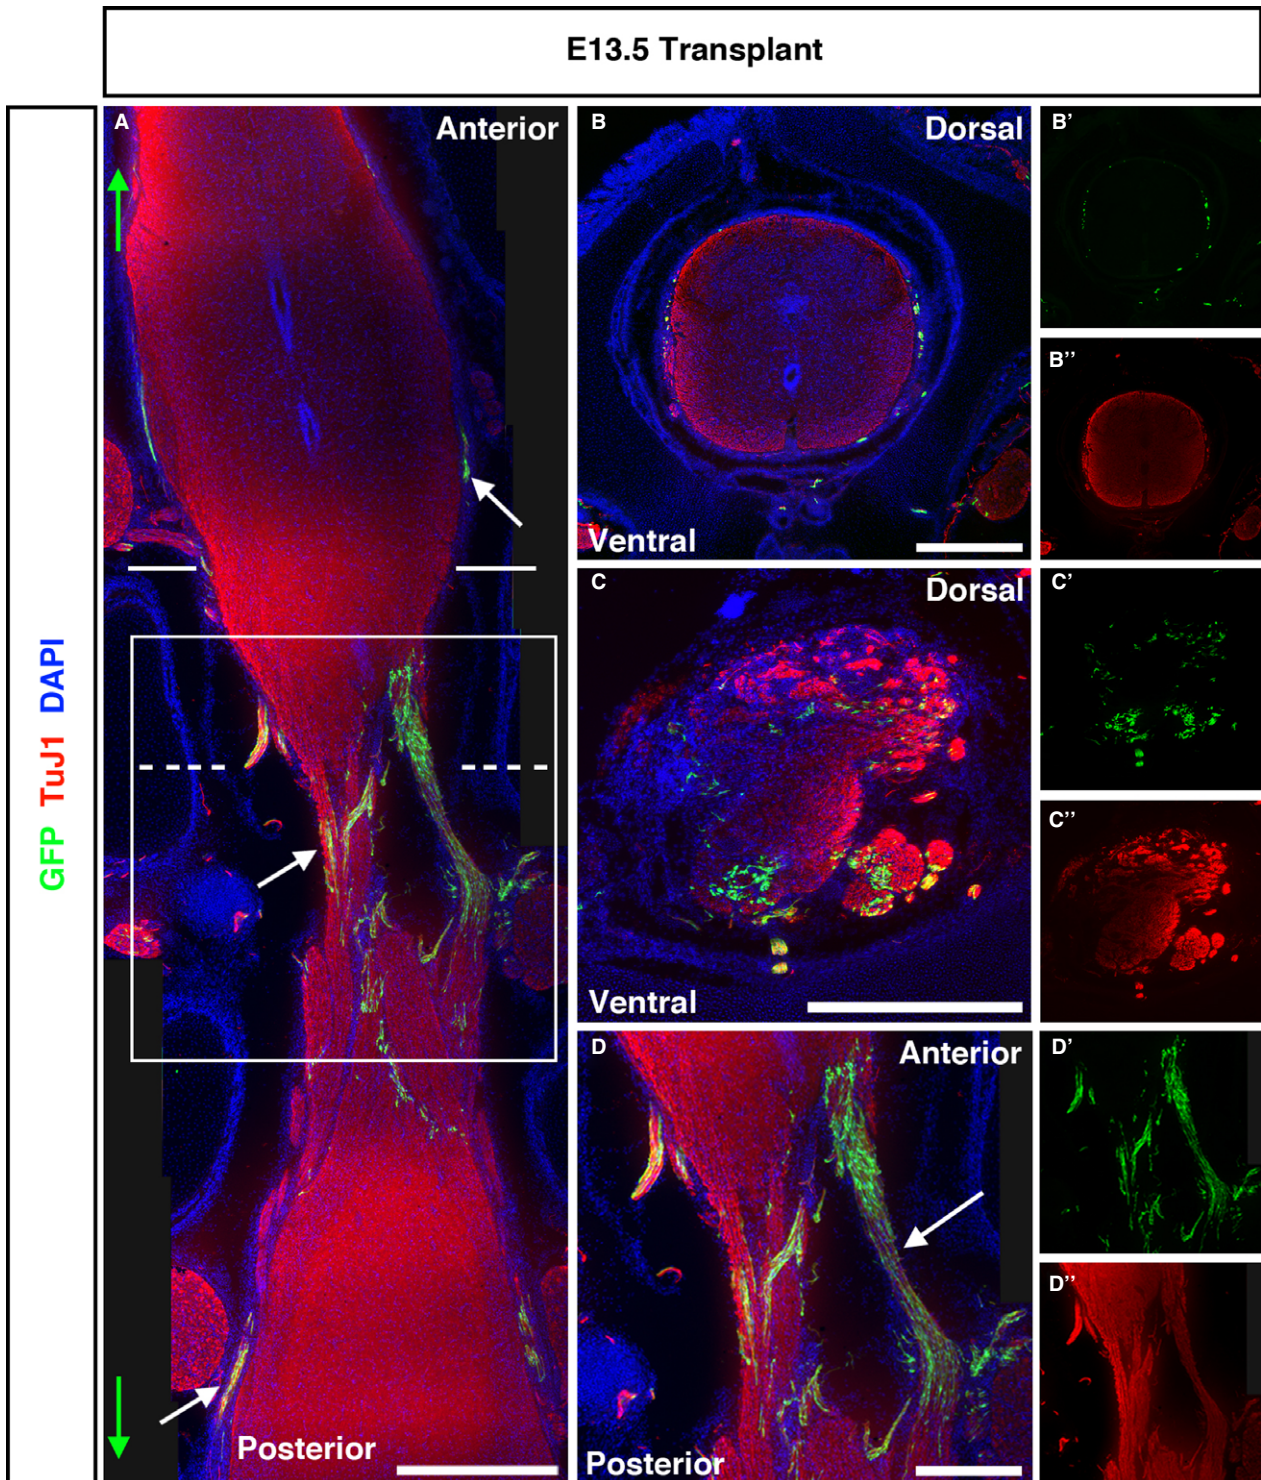 E13.5 Transplant
GFP TuJ1 DAPI
A
Anterior
Posterior
B
Dorsal
Ventral
B’
B’’
C
Dorsal
Ventral
C’
C’’
D
Anterior
Posterior
D’
D’’